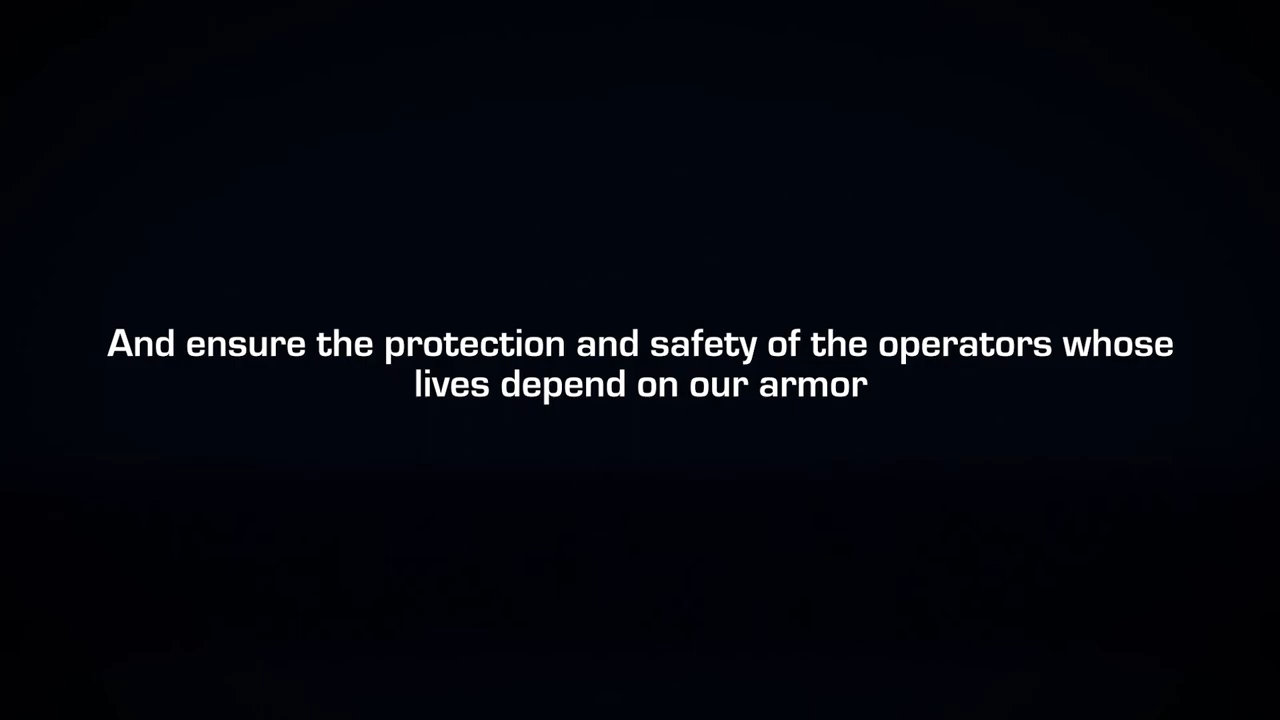 And ensure the protection and safety of the operators whose
lives depend on our armor